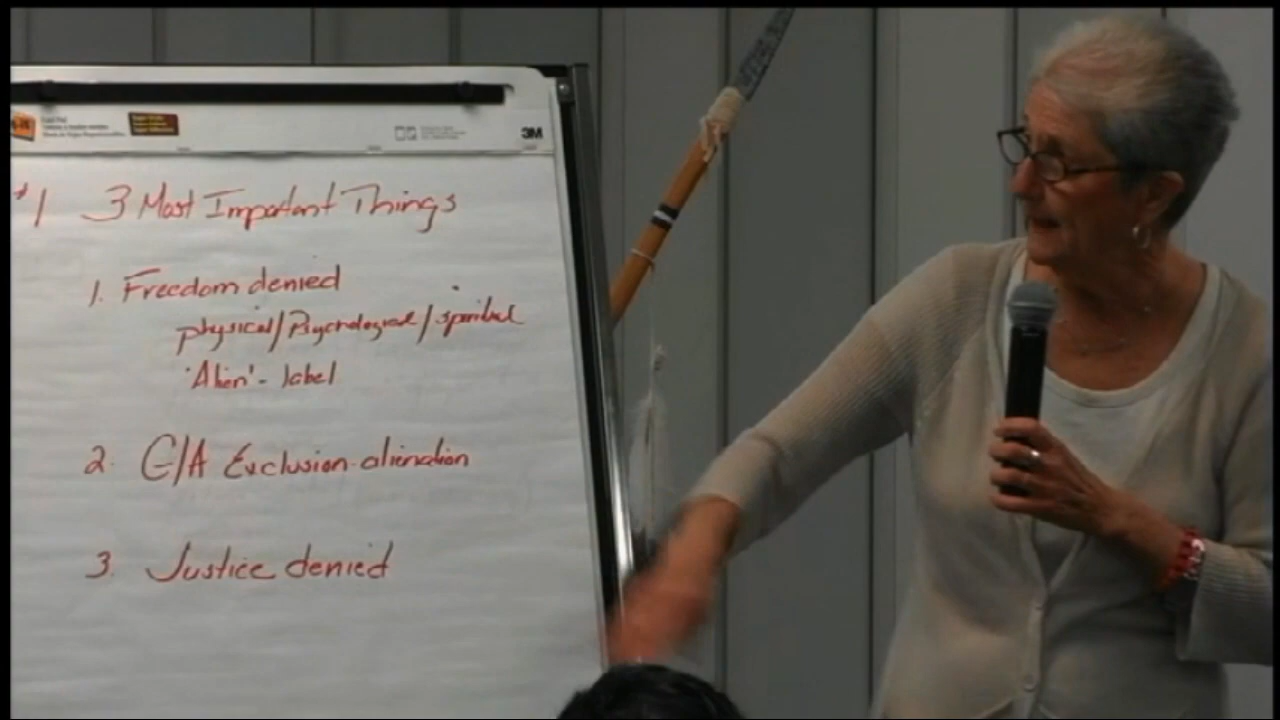 3M
#1 3 Most Important Things
1. Freedom denied
physical/Psychological/spiritual
'Alien' - label
2. E/A Exclusion-alienation
3. Justice denied